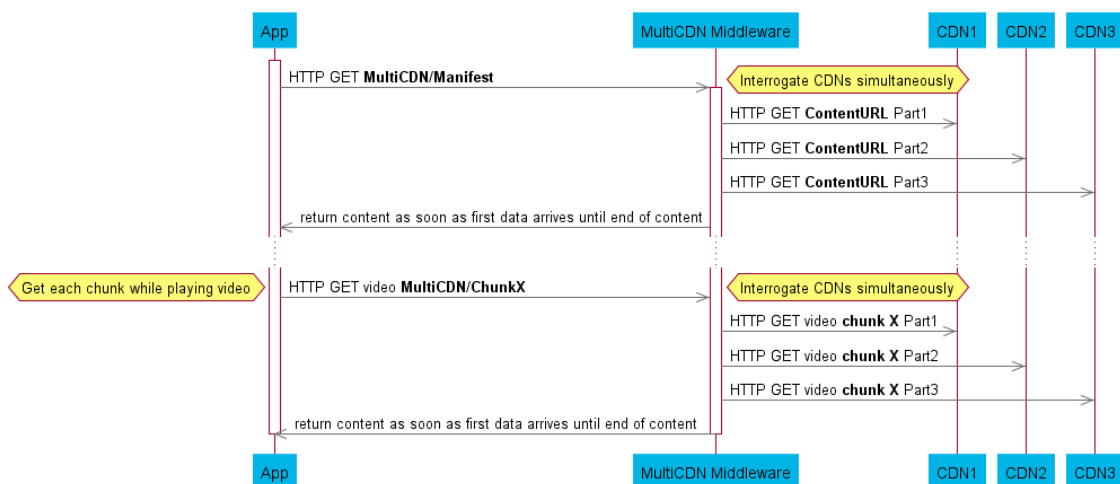 App MultiCDN Middleware CDN1 CDN2 CDN3
HTTP GET MultiCDN/Manifest
Interrogate CDNs simultaneously
HTTP GET ContentURL Part1
HTTP GET ContentURL Part2
HTTP GET ContentURL Part3
return content as soon as first data arrives until end of content
Get each chunk while playing video
HTTP GET video MultiCDN/ChunkX
Interrogate CDNs simultaneously
HTTP GET video chunk X Part1
HTTP GET video chunk X Part2
HTTP GET video chunk X Part3
return content as soon as first data arrives until end of content
App MultiCDN Middleware CDN1 CDN2 CDN3